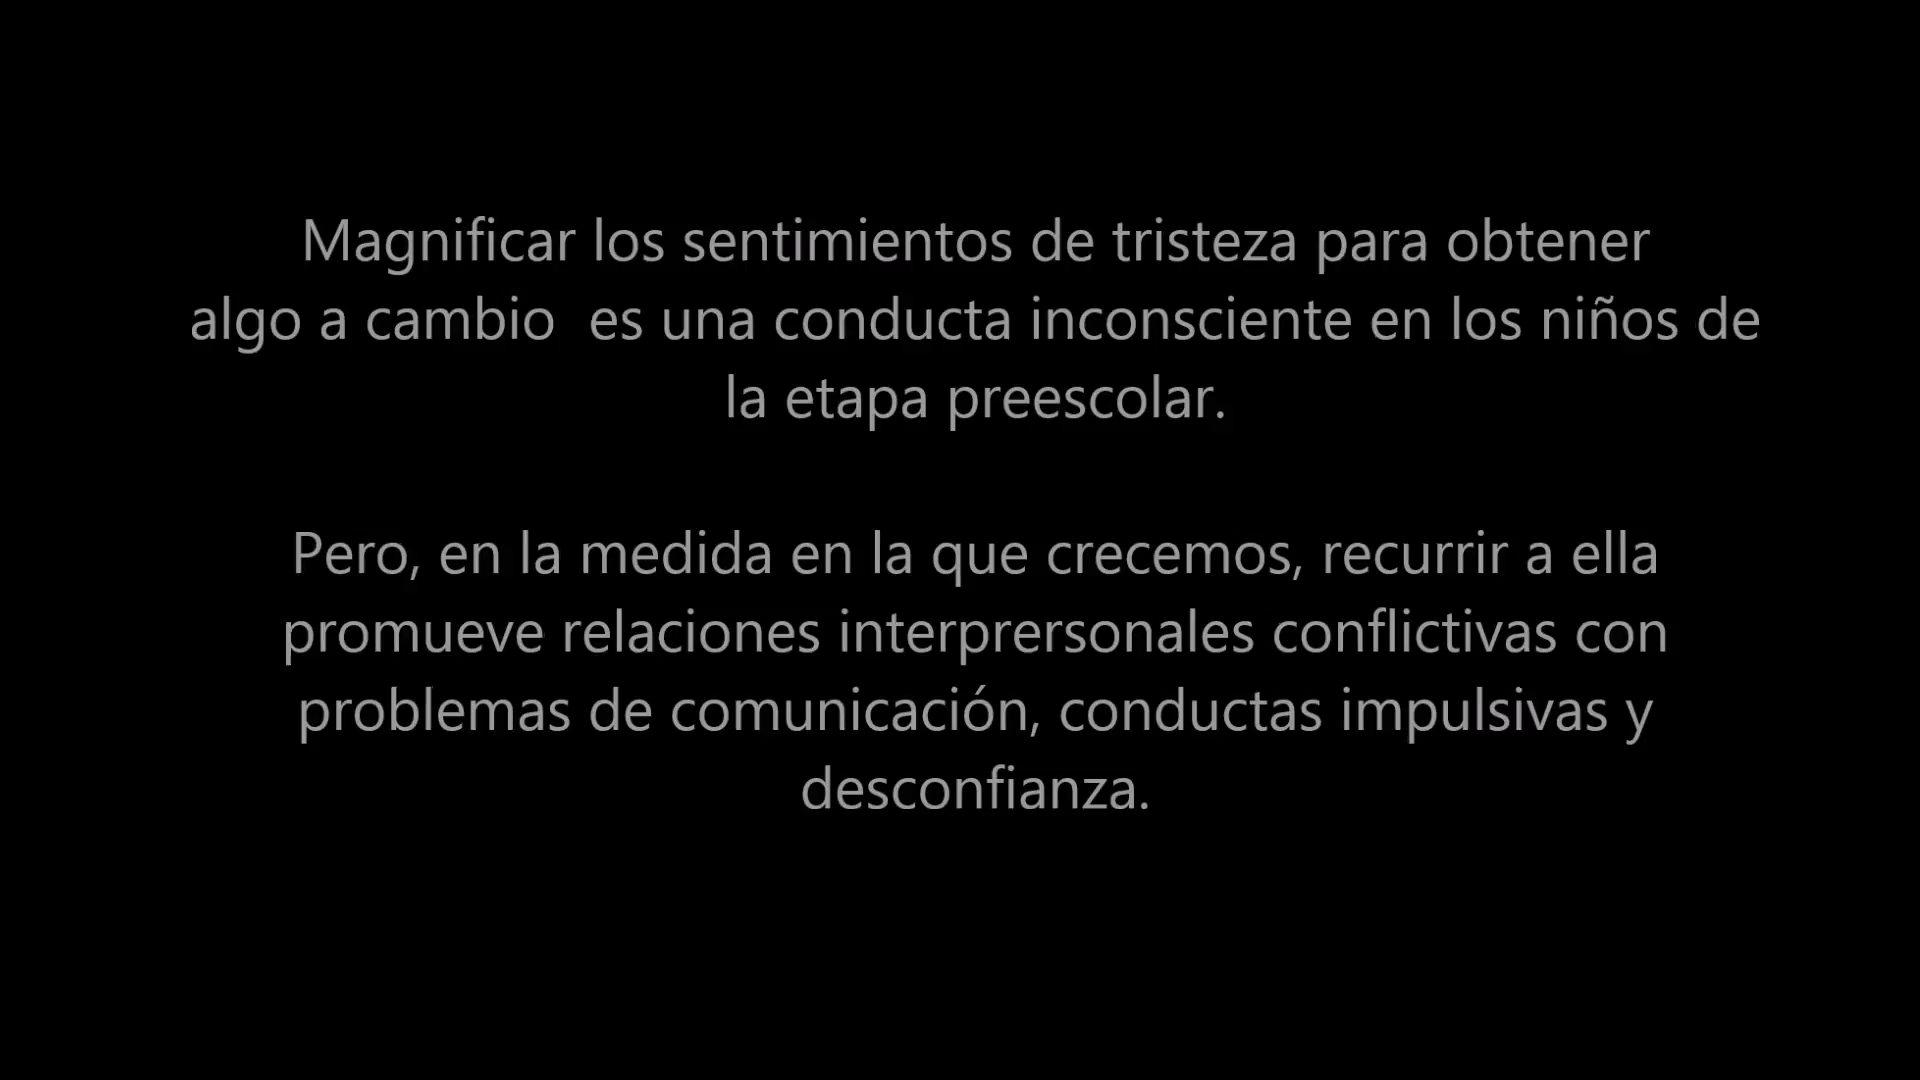 Magnificar los sentimientos de tristeza para obtener
algo a cambio  es una conducta inconsciente en los niños de
la etapa preescolar.
Pero, en la medida en la que crecemos, recurrir a ella
promueve relaciones interprersonales conflictivas con
problemas de comunicación, conductas impulsivas y
desconfianza.